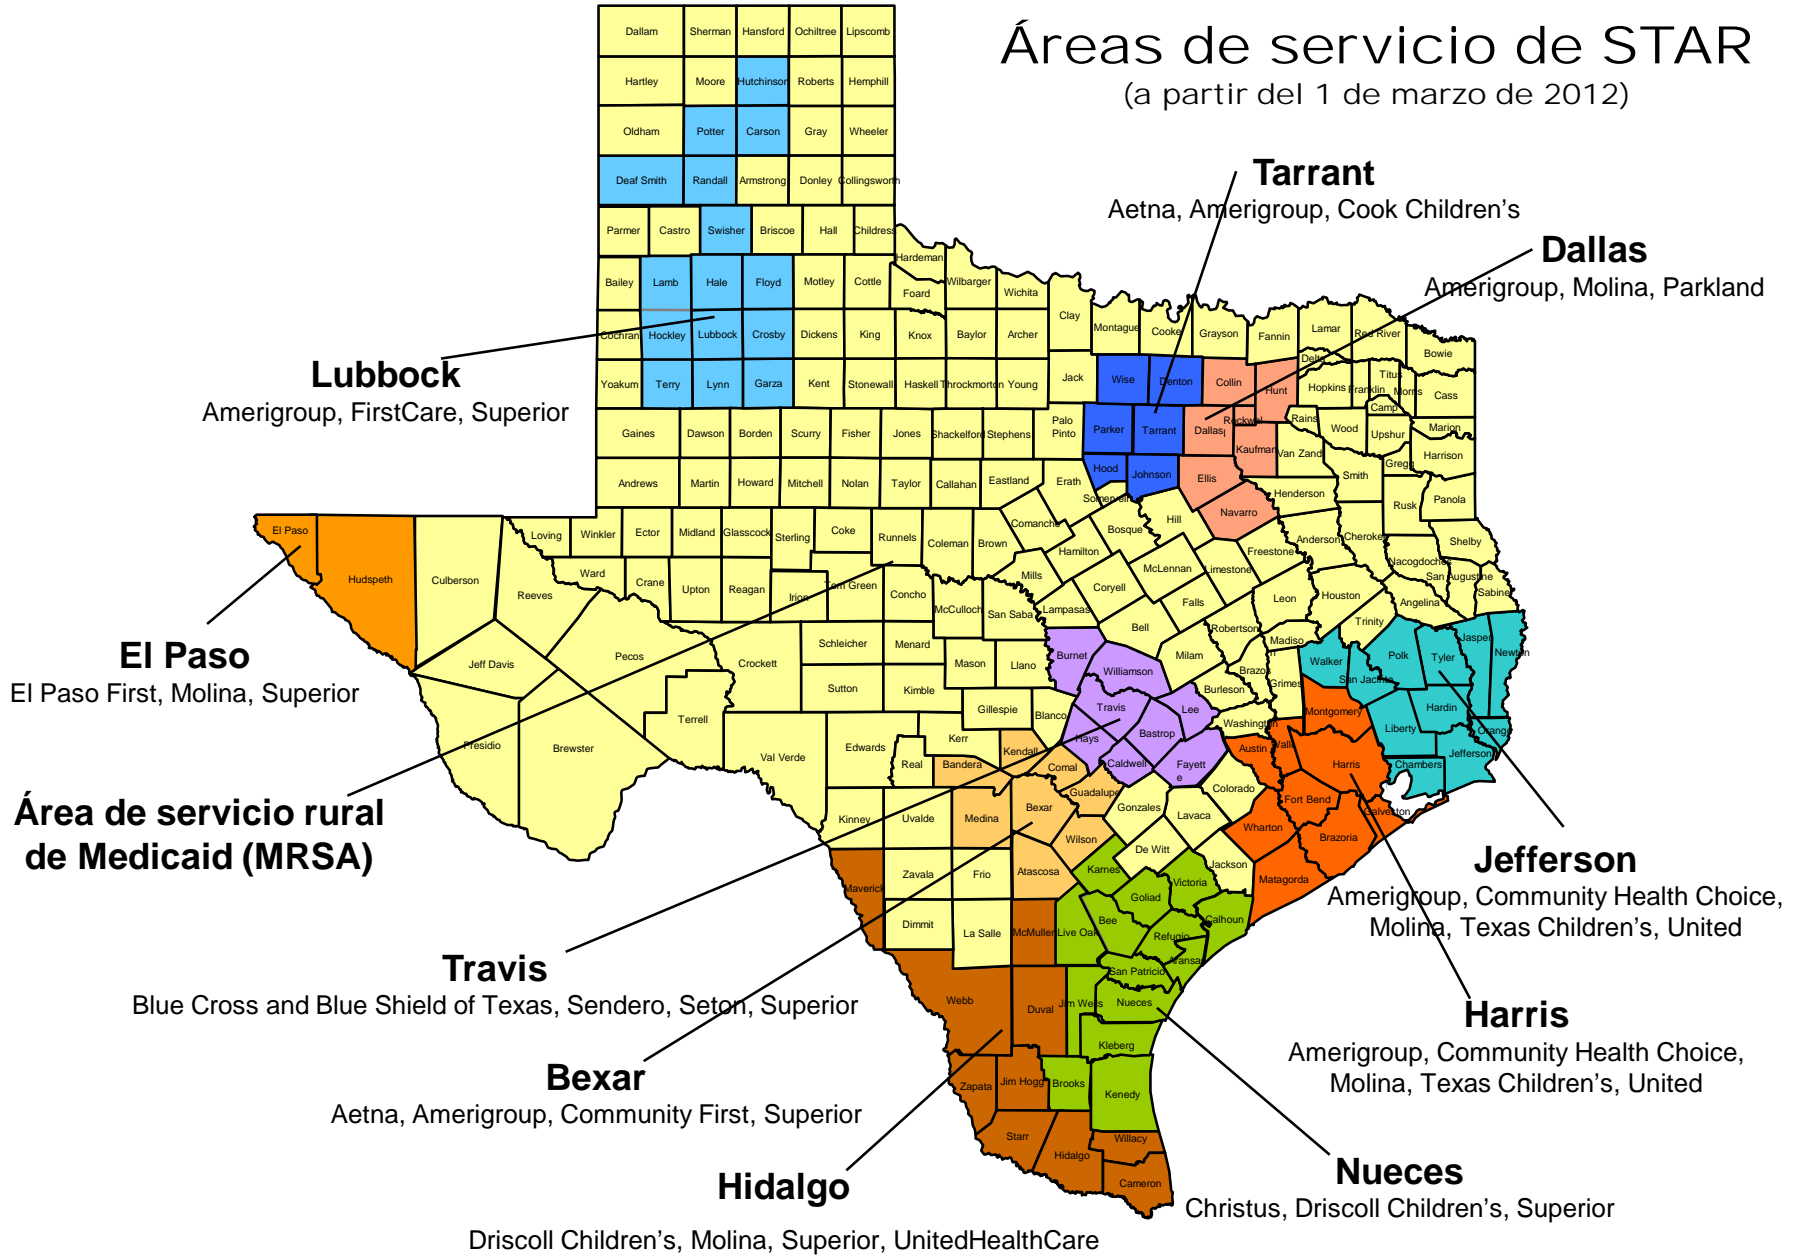 Áreas de servicio de STAR
(a partir del 1 de marzo de 2012)
Tarrant
Aetna, Amerigroup, Cook Children's
Dallas
Amerigroup, Molina, Parkland
Lubbock
Amerigroup, FirstCare, Superior
El Paso
El Paso First, Molina, Superior
Área de servicio rural
de Medicaid (MRSA)
Travis
Blue Cross and Blue Shield of Texas, Sendero, Seton, Superior
Bexar
Aetna, Amerigroup, Community First, Superior
Hidalgo
Driscoll Children's, Molina, Superior, UnitedHealthCare
Jefferson
Amerigroup, Community Health Choice,
Molina, Texas Children's, United
Harris
Amerigroup, Community Health Choice,
Molina, Texas Children's, United
Nueces
Christus, Driscoll Children's, Superior
Dallam Sherman Hansford Ochiltree Lipscomb
Hartley Moore Hutchinson Roberts Hemphill
Oldham Potter Carson Gray Wheeler
Deaf Smith Randall Armstrong Donley Collingsworth
Parmer Castro Swisher Briscoe Hall Childress
Hardeman
Bailey Lamb Hale Floyd Motley Cottle Foard Wilbarger Wichita
Clay Montague Cooke Grayson Fannin Lamar Red River Bowie
Cochran Hockley Lubbock Crosby Dickens King Knox Baylor Archer
Delta Titus Hopkins Franklin Morris Cass
Yoakum Terry Lynn Garza Kent Stonewall Haskell Throckmorton Young Jack Wise Denton Collin Hunt
Camp Rockwall Rains Wood Upshur Marion
Gaines Dawson Borden Scurry Fisher Jones Shackelford Stephens
Palo
Pinto
Parker Tarrant Dallas Kaufman Van Zand Gregg Harrison
Andrews Martin Howard Mitchell Nolan Taylor Callahan Eastland Erath Hood Johnson Ellis Henderson Smith Rusk Panola
Somervell Navarro
El Paso Hudspeth Culberson Loving Winkler Ector Midland Glasscock Sterling Coke Runnels Coleman Brown Comanche Bosque Hill Anderson Cherokee Shelby
Hamilton Freestone Nacogdoches
Reeves Ward Crane Upton Reagan Irion Tom Green Concho Mills McLennan Limestone San Augustine
McCulloch San Saba Lampasas Coryell Falls Leon Houston Angelina Sabine
Bell Robertson Trinity
Jeff Davis Pecos Crockett Schleicher Menard Mason Llano Burnet Williamson Milam Madiso
n
Walker Polk Tyler Jasper Newton
Sutton Kimble Brazos Grimes San Jacinto
Presidio Brewster Terrell Gillespie Blanco Travis Lee Burleson Washington Montgomery Liberty Hardin Orange
Val Verde Edwards Kerr Kendall Hays Bastrop
Real Bandera Comal Caldwell
Fayett
e
Austin Wall Harris Chambers Jefferson
Kinney Uvalde Medina Bexar Guadalupe Gonzales Lavaca Colorado Fort Bend Galveston
Wilson De Witt Wharton Brazoria
Maverick Zavala Frio Atascosa Karnes Jackson Matagorda
Goliad Victoria
Dimmit La Salle McMullen Live Oak Bee Refugio Calhoun
Aransas
San Patricio
Webb Duval Jim Wells Nueces
Kleberg
Zapata Jim Hogg Brooks Kenedy
Starr Hidalgo Willacy
Cameron